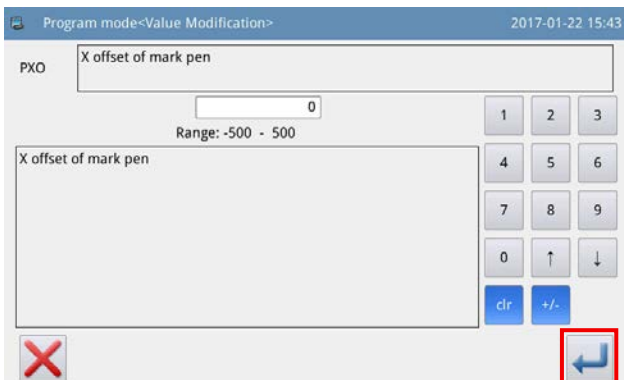 Program mode<Value Modification>
2017-01-22 15:43
PXO
X offset of mark pen
0
Range: -500 - 500
X offset of mark pen
1 2 3
4 5 6
7 8 9
0 ↑ ↓
clr +/-